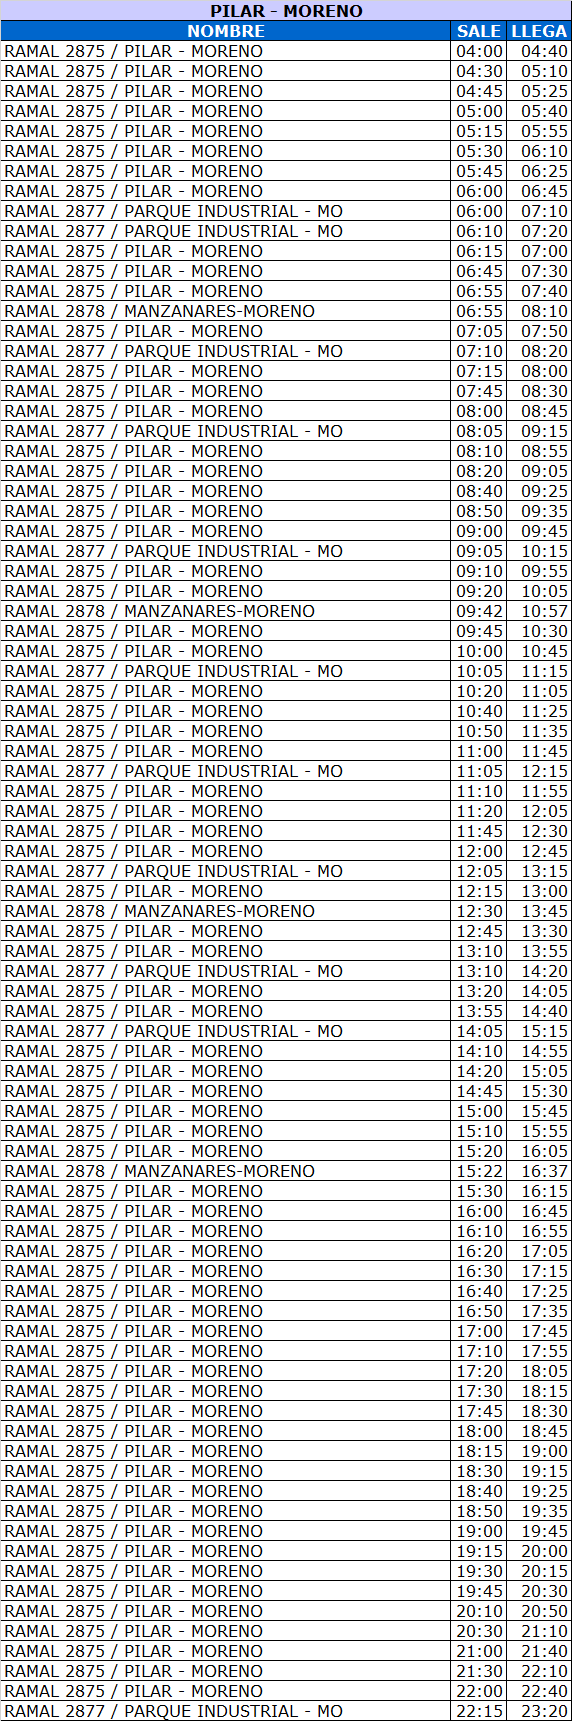 PILAR - MORENO
NOMBRE SALE LLEGA
RAMAL 2875 / PILAR - MORENO 04:00 04:40
RAMAL 2875 / PILAR - MORENO 04:30 05:10
RAMAL 2875 / PILAR - MORENO 04:45 05:25
RAMAL 2875 / PILAR - MORENO 05:00 05:40
RAMAL 2875 / PILAR - MORENO 05:15 05:55
RAMAL 2875 / PILAR - MORENO 05:30 06:10
RAMAL 2875 / PILAR - MORENO 05:45 06:25
RAMAL 2875 / PILAR - MORENO 06:00 06:45
RAMAL 2877 / PARQUE INDUSTRIAL - MO 06:00 07:10
RAMAL 2877 / PARQUE INDUSTRIAL - MO 06:10 07:20
RAMAL 2875 / PILAR - MORENO 06:15 07:00
RAMAL 2875 / PILAR - MORENO 06:45 07:30
RAMAL 2875 / PILAR - MORENO 06:55 07:40
RAMAL 2878 / MANZANARES-MORENO 06:55 08:10
RAMAL 2875 / PILAR - MORENO 07:05 07:50
RAMAL 2877 / PARQUE INDUSTRIAL - MO 07:10 08:20
RAMAL 2875 / PILAR - MORENO 07:15 08:00
RAMAL 2875 / PILAR - MORENO 07:45 08:30
RAMAL 2875 / PILAR - MORENO 08:00 08:45
RAMAL 2877 / PARQUE INDUSTRIAL - MO 08:05 09:15
RAMAL 2875 / PILAR - MORENO 08:10 08:55
RAMAL 2875 / PILAR - MORENO 08:20 09:05
RAMAL 2875 / PILAR - MORENO 08:40 09:25
RAMAL 2875 / PILAR - MORENO 08:50 09:35
RAMAL 2875 / PILAR - MORENO 09:00 09:45
RAMAL 2877 / PARQUE INDUSTRIAL - MO 09:05 10:15
RAMAL 2875 / PILAR - MORENO 09:10 09:55
RAMAL 2875 / PILAR - MORENO 09:20 10:05
RAMAL 2878 / MANZANARES-MORENO 09:42 10:57
RAMAL 2875 / PILAR - MORENO 09:45 10:30
RAMAL 2875 / PILAR - MORENO 10:00 10:45
RAMAL 2877 / PARQUE INDUSTRIAL - MO 10:05 11:15
RAMAL 2875 / PILAR - MORENO 10:20 11:05
RAMAL 2875 / PILAR - MORENO 10:40 11:25
RAMAL 2875 / PILAR - MORENO 10:50 11:35
RAMAL 2875 / PILAR - MORENO 11:00 11:45
RAMAL 2877 / PARQUE INDUSTRIAL - MO 11:05 12:15
RAMAL 2875 / PILAR - MORENO 11:10 11:55
RAMAL 2875 / PILAR - MORENO 11:20 12:05
RAMAL 2875 / PILAR - MORENO 11:45 12:30
RAMAL 2875 / PILAR - MORENO 12:00 12:45
RAMAL 2877 / PARQUE INDUSTRIAL - MO 12:05 13:15
RAMAL 2875 / PILAR - MORENO 12:15 13:00
RAMAL 2878 / MANZANARES-MORENO 12:30 13:45
RAMAL 2875 / PILAR - MORENO 12:45 13:30
RAMAL 2875 / PILAR - MORENO 13:10 13:55
RAMAL 2877 / PARQUE INDUSTRIAL - MO 13:10 14:20
RAMAL 2875 / PILAR - MORENO 13:20 14:05
RAMAL 2875 / PILAR - MORENO 13:55 14:40
RAMAL 2877 / PARQUE INDUSTRIAL - MO 14:05 15:15
RAMAL 2875 / PILAR - MORENO 14:10 14:55
RAMAL 2875 / PILAR - MORENO 14:20 15:05
RAMAL 2875 / PILAR - MORENO 14:45 15:30
RAMAL 2875 / PILAR - MORENO 15:00 15:45
RAMAL 2875 / PILAR - MORENO 15:10 15:55
RAMAL 2875 / PILAR - MORENO 15:20 16:05
RAMAL 2878 / MANZANARES-MORENO 15:22 16:37
RAMAL 2875 / PILAR - MORENO 15:30 16:15
RAMAL 2875 / PILAR - MORENO 16:00 16:45
RAMAL 2875 / PILAR - MORENO 16:10 16:55
RAMAL 2875 / PILAR - MORENO 16:20 17:05
RAMAL 2875 / PILAR - MORENO 16:30 17:15
RAMAL 2875 / PILAR - MORENO 16:40 17:25
RAMAL 2875 / PILAR - MORENO 16:50 17:35
RAMAL 2875 / PILAR - MORENO 17:00 17:45
RAMAL 2875 / PILAR - MORENO 17:10 17:55
RAMAL 2875 / PILAR - MORENO 17:20 18:05
RAMAL 2875 / PILAR - MORENO 17:30 18:15
RAMAL 2875 / PILAR - MORENO 17:45 18:30
RAMAL 2875 / PILAR - MORENO 18:00 18:45
RAMAL 2875 / PILAR - MORENO 18:15 19:00
RAMAL 2875 / PILAR - MORENO 18:30 19:15
RAMAL 2875 / PILAR - MORENO 18:40 19:25
RAMAL 2875 / PILAR - MORENO 18:50 19:35
RAMAL 2875 / PILAR - MORENO 19:00 19:45
RAMAL 2875 / PILAR - MORENO 19:15 20:00
RAMAL 2875 / PILAR - MORENO 19:30 20:15
RAMAL 2875 / PILAR - MORENO 19:45 20:30
RAMAL 2875 / PILAR - MORENO 20:10 20:50
RAMAL 2875 / PILAR - MORENO 20:30 21:10
RAMAL 2875 / PILAR - MORENO 21:00 21:40
RAMAL 2875 / PILAR - MORENO 21:30 22:10
RAMAL 2875 / PILAR - MORENO 22:00 22:40
RAMAL 2877 / PARQUE INDUSTRIAL - MO 22:15 23:20